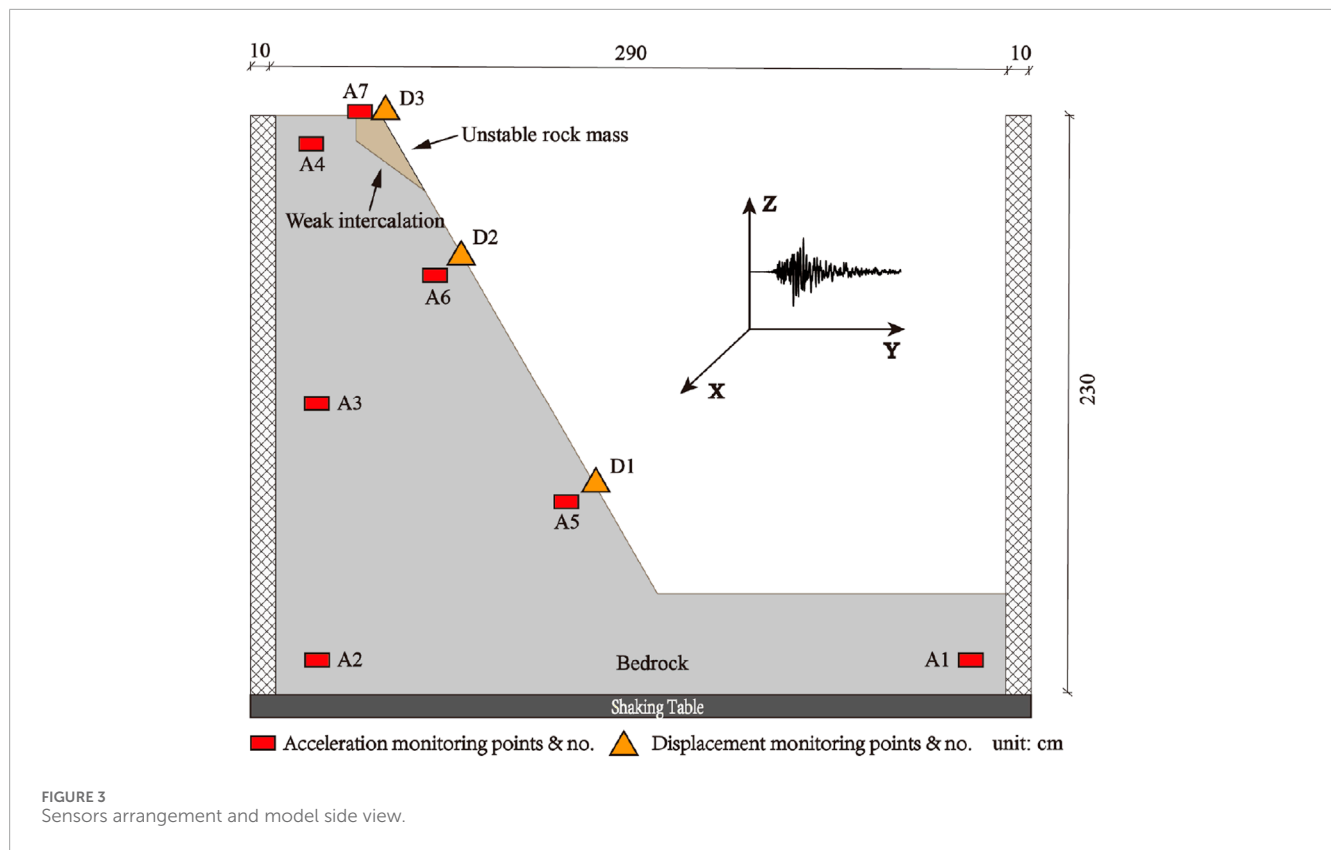 10 290 10
A7 D3
Unstable rock mass
A4
Weak intercalation
Z
D2
A6
Y
X
230
A3
D1
A5
A2 Bedrock A1
Shaking Table
Acceleration monitoring points & no. Displacement monitoring points & no. unit: cm
FIGURE 3
Sensors arrangement and model side view.